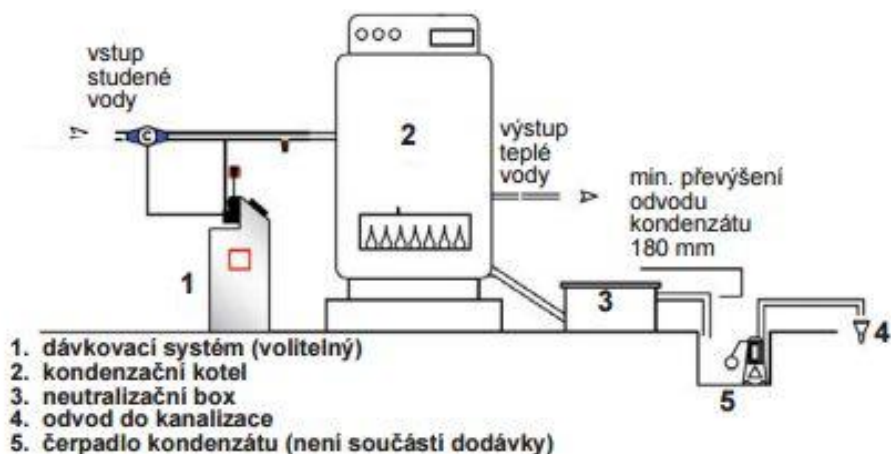 vstup
studené
vody
C
2
výstup
teplé
vody
min. převýšení
odvodu
kondenzátu
180 mm
1
3
4
5
1. dávkovací systém (volitelný)
2. kondenzační kotel
3. neutralizační box
4. odvod do kanalizace
5. čerpadlo kondenzátu (není součástí dodávky)